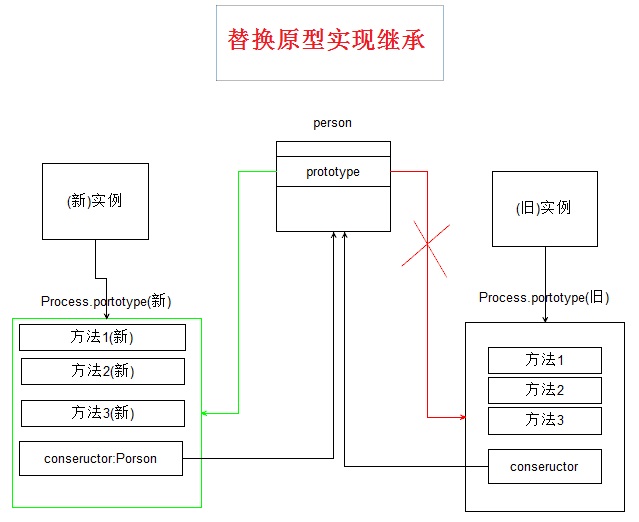 替换原型实现继承
person
prototype
(新)实例
(旧)实例
Process.portotype(新)
方法1(新)
方法2(新)
方法3(新)
conseructor:Porson
Process.portotype(旧)
方法1
方法2
方法3
conseructor